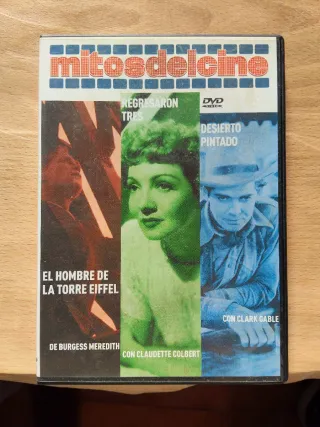 mitosdelcine
REGRESARON
TRES
DVD
DESIERTO
PINTADO
EL HOMBRE DE
LA TORRE EIFFEL
CON CLARK GABLE
DE BURGESS MEREDITH
CON CLAUDETTE COLBERT